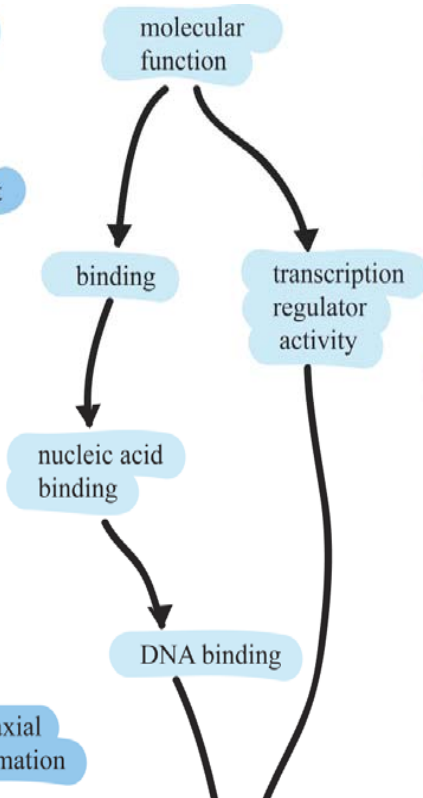 molecular
function
binding
transcription
regulator
activity
nucleic acid
binding
DNA binding